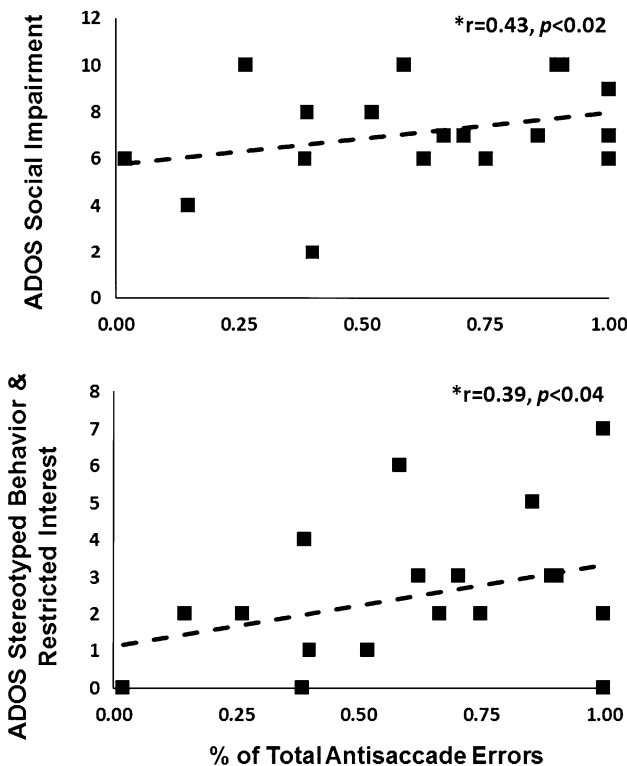 *r=0.43, p<0.02
ADOS Social Impairment
12
10
8
6
4
2
0
0.00 0.25 0.50 0.75 1.00
*r=0.39, p<0.04
ADOS Stereotyped Behavior &
Restricted Interest
8
7
6
5
4
3
2
1
0
0.00 0.25 0.50 0.75 1.00
% of Total Antisaccade Errors